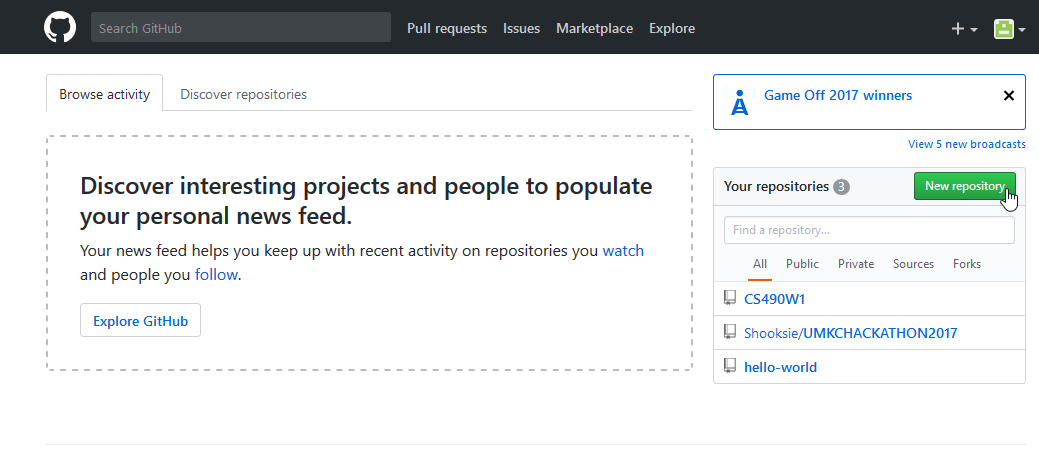 Search GitHub
Pull requests
Issues
Marketplace
Explore
Browse activity
Discover repositories
Discover interesting projects and people to populate
your personal news feed.
Your news feed helps you keep up with recent activity on repositories you watch
and people you follow.
Explore GitHub
Game Off 2017 winners
View 5 new broadcasts
Your repositories 3
New repository
Find a repository...
All
Public
Private
Sources
Forks
CS490W1
Shooksie/UMKCHACKATHON2017
hello-world